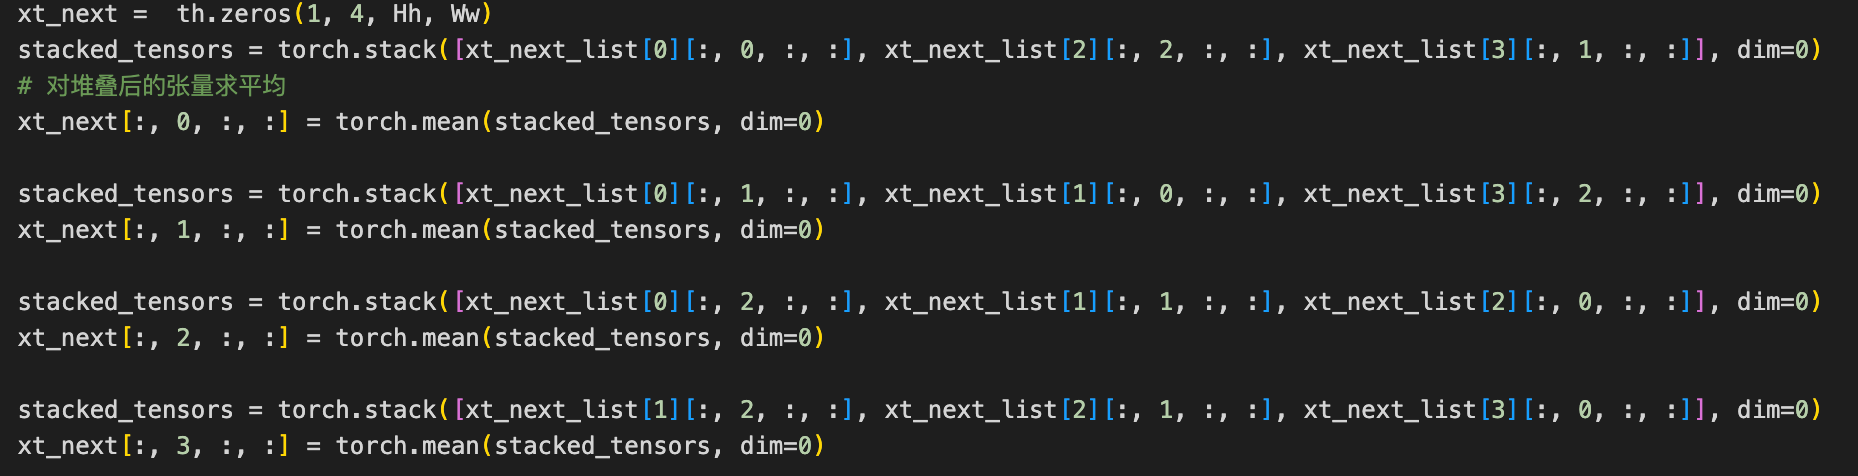 xt_next =  th.zeros(1, 4, Hh, Ww)
stacked_tensors = torch.stack([xt_next_list[0][:, 0, :, :], xt_next_list[2][:, 2, :, :], xt_next_list[3][:, 1, :, :]], dim=0)
# 对堆叠后的张量求平均
xt_next[:, 0, :, :] = torch.mean(stacked_tensors, dim=0)
stacked_tensors = torch.stack([xt_next_list[0][:, 1, :, :], xt_next_list[1][:, 0, :, :], xt_next_list[3][:, 2, :, :]], dim=0)
xt_next[:, 1, :, :] = torch.mean(stacked_tensors, dim=0)
stacked_tensors = torch.stack([xt_next_list[0][:, 2, :, :], xt_next_list[1][:, 1, :, :], xt_next_list[2][:, 0, :, :]], dim=0)
xt_next[:, 2, :, :] = torch.mean(stacked_tensors, dim=0)
stacked_tensors = torch.stack([xt_next_list[1][:, 2, :, :], xt_next_list[2][:, 1, :, :], xt_next_list[3][:, 0, :, :]], dim=0)
xt_next[:, 3, :, :] = torch.mean(stacked_tensors, dim=0)